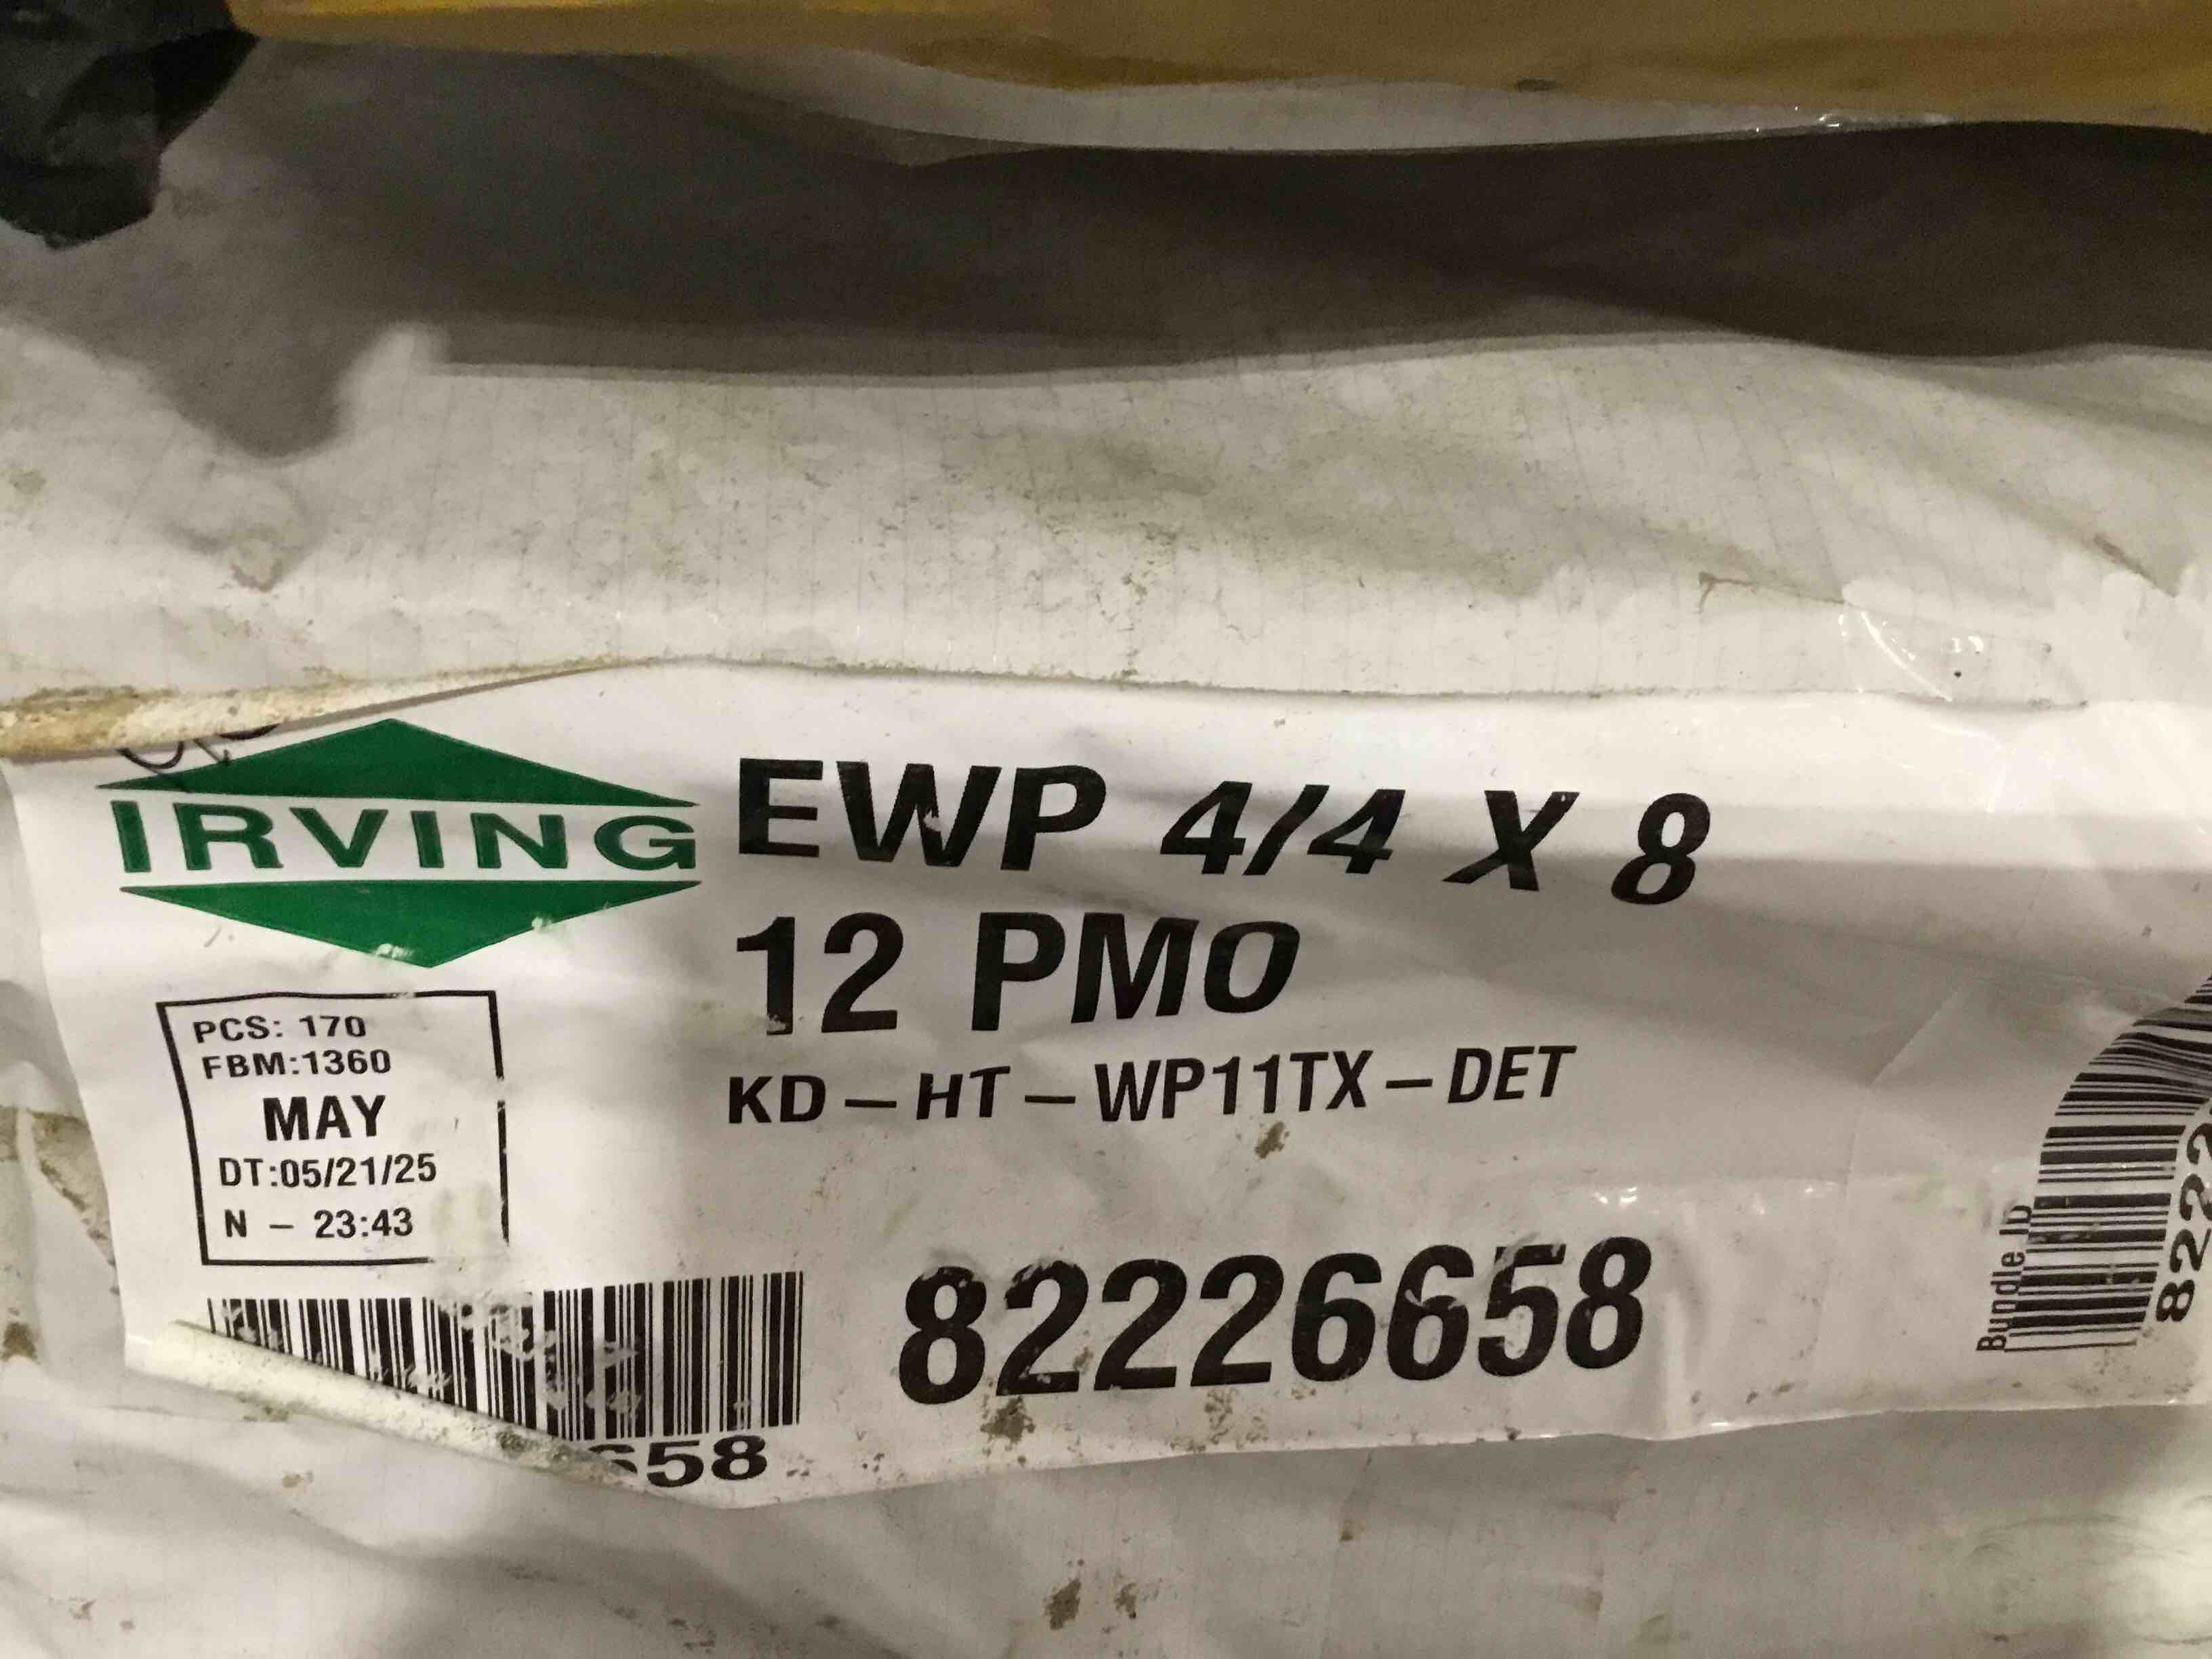 IRVING
EWP 4/4 X 8
12 PMO
KD-HT-WP11TX-DET
PCS: 170
FBM:1360
MAY
DT:05/21/25
N - 23:43
82226658
658
Bundle ID
8222